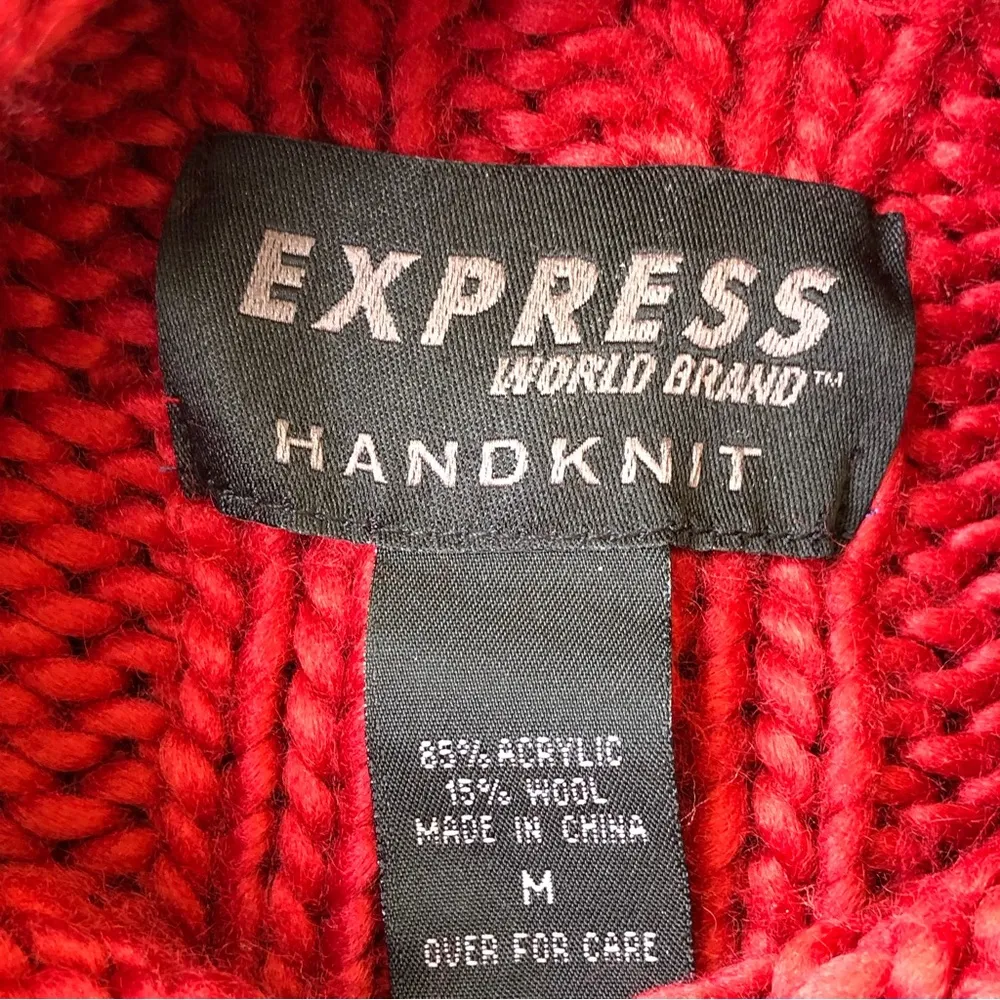 EXPRESS
WORLD BRAND™
HANDKNIT
85% ACRYLIC
15% WOOL
MADE IN CHINA
M
OVER FOR CARE